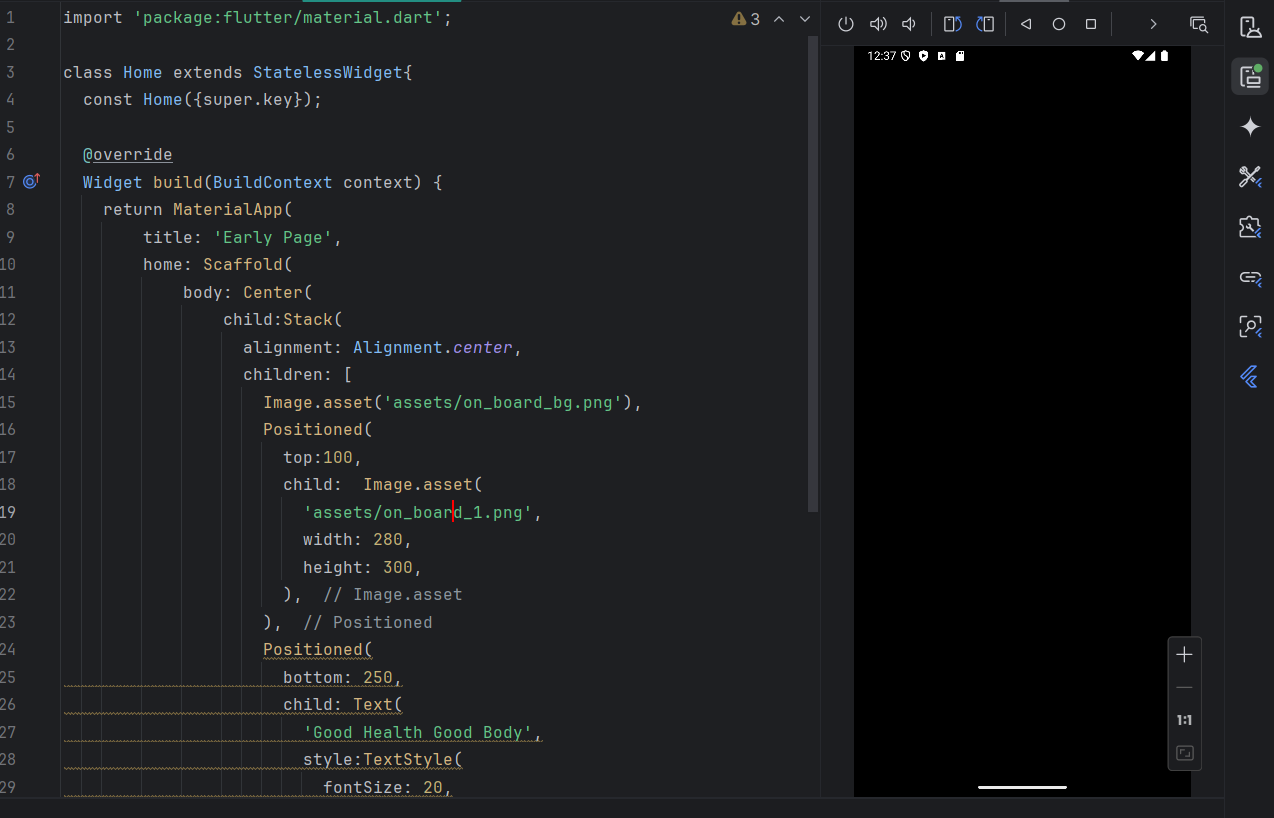 1 import 'package:flutter/material.dart';
3
2
3 class Home extends StatelessWidget{
4 const Home({super.key});
5
6 @override
7 Widget build(BuildContext context) {
8 return MaterialApp(
9 title: 'Early Page',
10 home: Scaffold(
11 body: Center(
12 child:Stack(
13 alignment: Alignment.center,
14 children: [
15 Image.asset('assets/on_board_bg.png'),
16 Positioned(
17 top:100,
18 child:  Image.asset(
19 'assets/on_board_1.png',
20 width: 280,
21 height: 300,
22 ),  // Image.asset
23 ),  // Positioned
24 Positioned(
25 bottom: 250,
26 child: Text(
27 'Good Health Good Body',
28 style:TextStyle(
29 fontSize: 20,
12:37
A
1:1